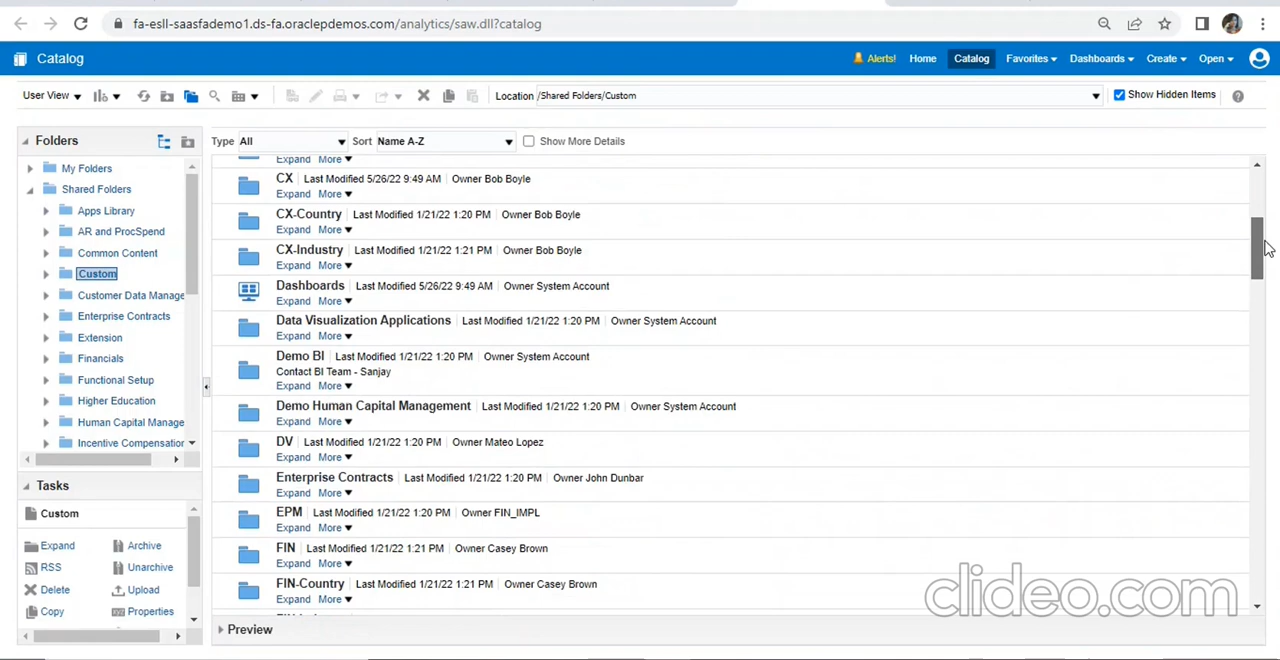 fa-esll-saasfademo1.ds-fa.oraclepdemos.com/analytics/saw.dll?catalog
Catalog
Alerts! Home Catalog Favorites Dashboards Create Open
User View Location /Shared Folders/Custom Show Hidden Items
Folders
Type All Sort Name A-Z Show More Details
My Folders
Shared Folders
Apps Library
AR and ProcSpend
Common Content
Custom
Customer Data Manage
Enterprise Contracts
Extension
Financials
Functional Setup
Higher Education
Human Capital Manage
Incentive Compensation
Tasks
Custom
Expand Archive
RSS Unarchive
Delete Upload
Copy Properties
Expand More
CX Last Modified 5/26/22 9:49 AM Owner Bob Boyle
Expand More
CX-Country Last Modified 1/21/22 1:20 PM Owner Bob Boyle
Expand More
CX-Industry Last Modified 1/21/22 1:21 PM Owner Bob Boyle
Expand More
Dashboards Last Modified 5/26/22 9:49 AM Owner System Account
Expand More
Data Visualization Applications Last Modified 1/21/22 1:20 PM Owner System Account
Expand More
Demo BI Last Modified 1/21/22 1:20 PM Owner System Account
Contact BI Team - Sanjay
Expand More
Demo Human Capital Management Last Modified 1/21/22 1:20 PM Owner System Account
Expand More
DV Last Modified 1/21/22 1:20 PM Owner Mateo Lopez
Expand More
Enterprise Contracts Last Modified 1/21/22 1:20 PM Owner John Dunbar
Expand More
EPM Last Modified 1/21/22 1:20 PM Owner FIN_IMPL
Expand More
FIN Last Modified 1/21/22 1:21 PM Owner Casey Brown
Expand More
FIN-Country Last Modified 1/21/22 1:21 PM Owner Casey Brown
Expand More
Preview
clideo.com